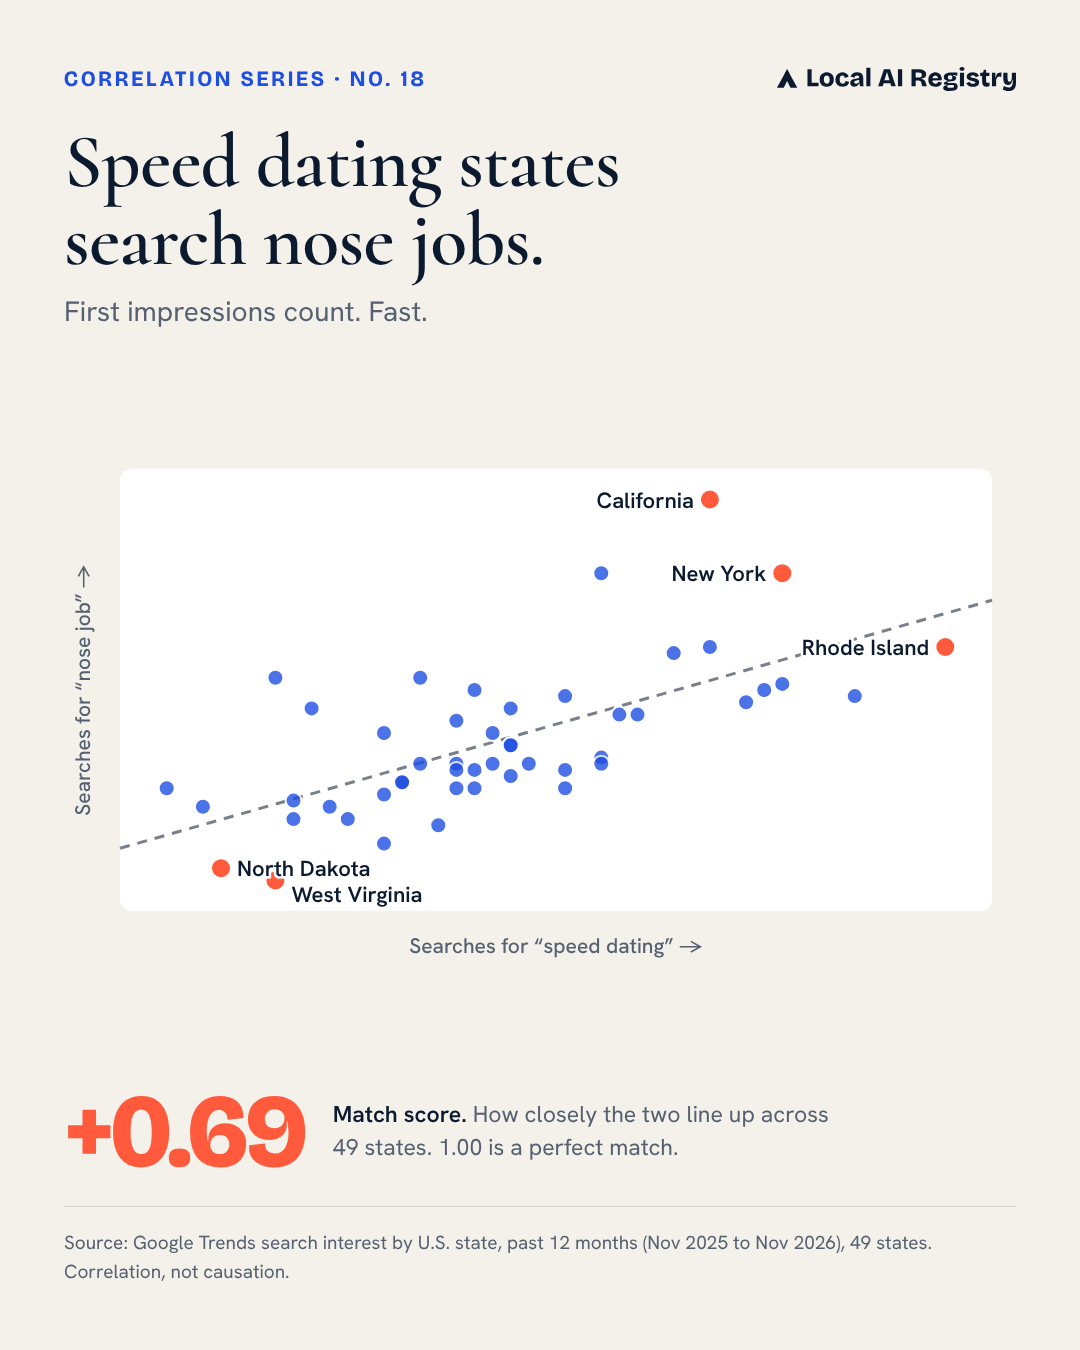 CORRELATION SERIES · NO. 18
Local AI Registry
Speed dating states
search nose jobs.
First impressions count. Fast.
California
New York
Rhode Island
North Dakota
West Virginia
Searches for “nose job” →
Searches for “speed dating” →
+0.69
Match score. How closely the two line up across
49 states. 1.00 is a perfect match.
Source: Google Trends search interest by U.S. state, past 12 months (Nov 2025 to Nov 2026), 49 states.
Correlation, not causation.